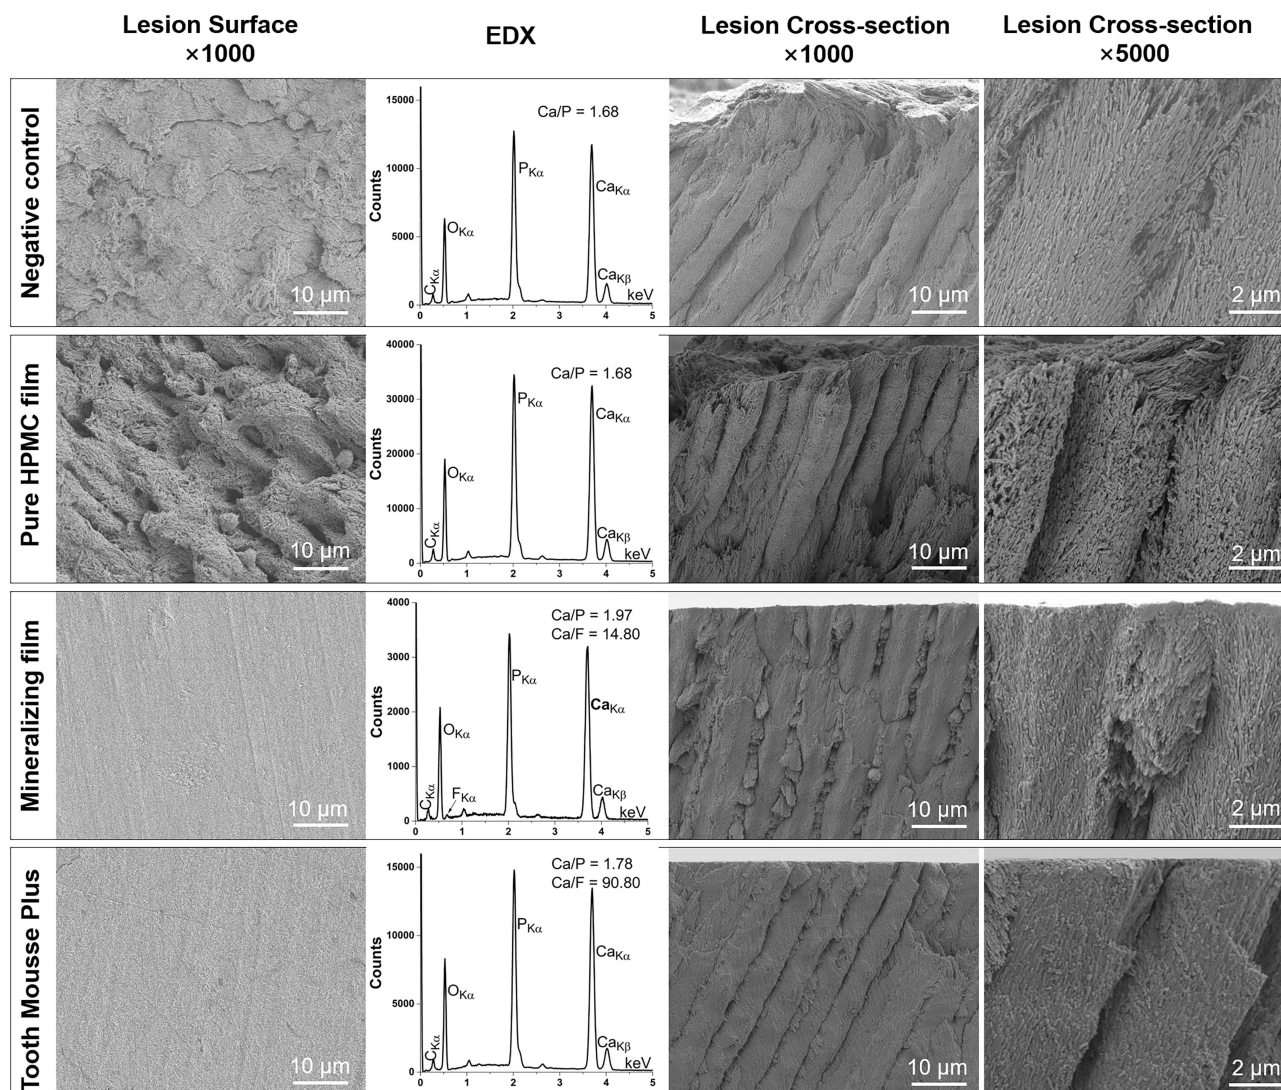 Lesion Surface
×1000
EDX
Lesion Cross-section
×1000
Lesion Cross-section
×5000
Negative control
10 µm
Counts
15000
10000
5000
0
Ca/P = 1.68
CKα
OKα
PKα
CaKα
CaKβ
keV
0 1 2 3 4 5
10 µm
2 µm
Pure HPMC film
10 µm
Counts
40000
30000
20000
10000
0
Ca/P = 1.68
CKα
OKα
PKα
CaKα
CaKβ
keV
0 1 2 3 4 5
10 µm
2 µm
Mineralizing film
10 µm
Counts
4000
3000
2000
1000
0
Ca/P = 1.97
Ca/F = 14.80
CKα
OKα
FKα
PKα
CaKα
CaKβ
keV
0 1 2 3 4 5
10 µm
2 µm
Tooth Mousse Plus
10 µm
Counts
15000
10000
5000
0
Ca/P = 1.78
Ca/F = 90.80
CKα
OKα
PKα
CaKα
CaKβ
keV
0 1 2 3 4 5
10 µm
2 µm